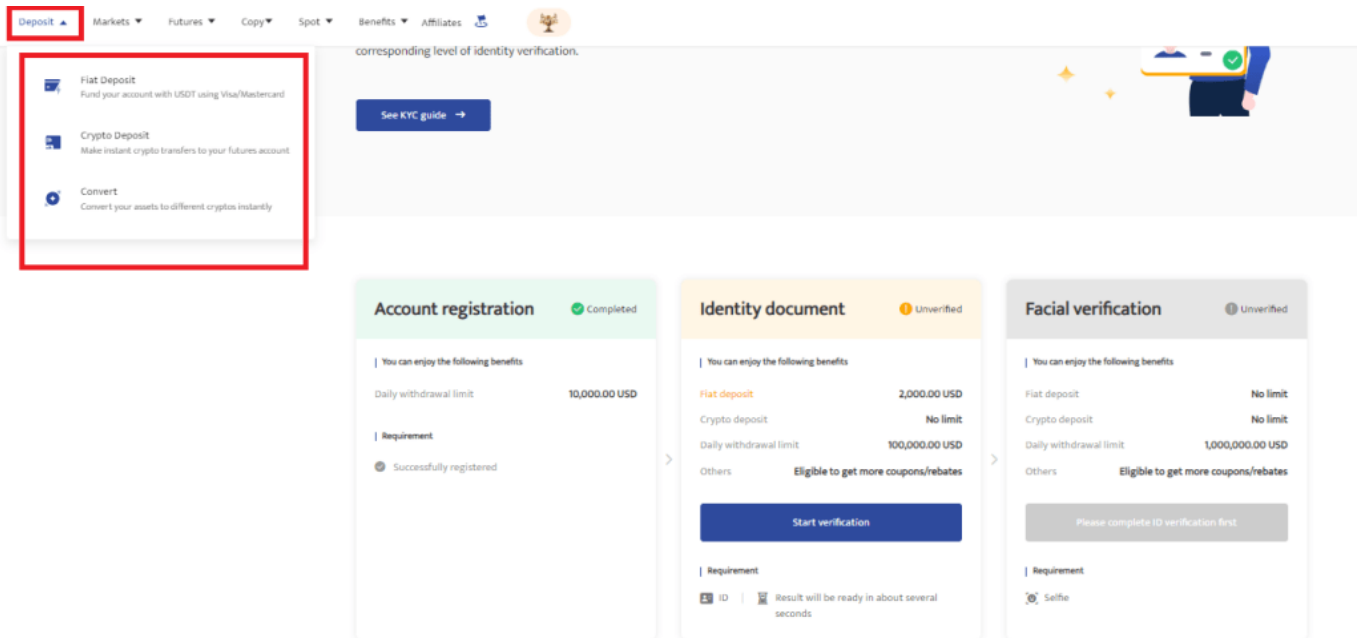 Deposit ▲ Markets ▼ Futures ▼ Copy▼ Spot ▼ Benefits ▼ Affiliates
corresponding level of identity verification.
See KYC guide →
Fiat Deposit
Fund your account with USDT using Visa/Mastercard
Crypto Deposit
Make instant crypto transfers to your futures account
Convert
Convert your assets to different cryptos instantly
Account registration Completed
You can enjoy the following benefits
Daily withdrawal limit 10,000.00 USD
Requirement
Successfully registered
Identity document Unverified
You can enjoy the following benefits
Fiat deposit 2,000.00 USD
Crypto deposit No limit
Daily withdrawal limit 100,000.00 USD
Others Eligible to get more coupons/rebates
Start verification
Requirement
ID | Result will be ready in about several
seconds
Facial verification Unverified
You can enjoy the following benefits
Fiat deposit No limit
Crypto deposit No limit
Daily withdrawal limit 1,000,000.00 USD
Others Eligible to get more coupons/rebates
Please complete ID verification first
Requirement
Selfie